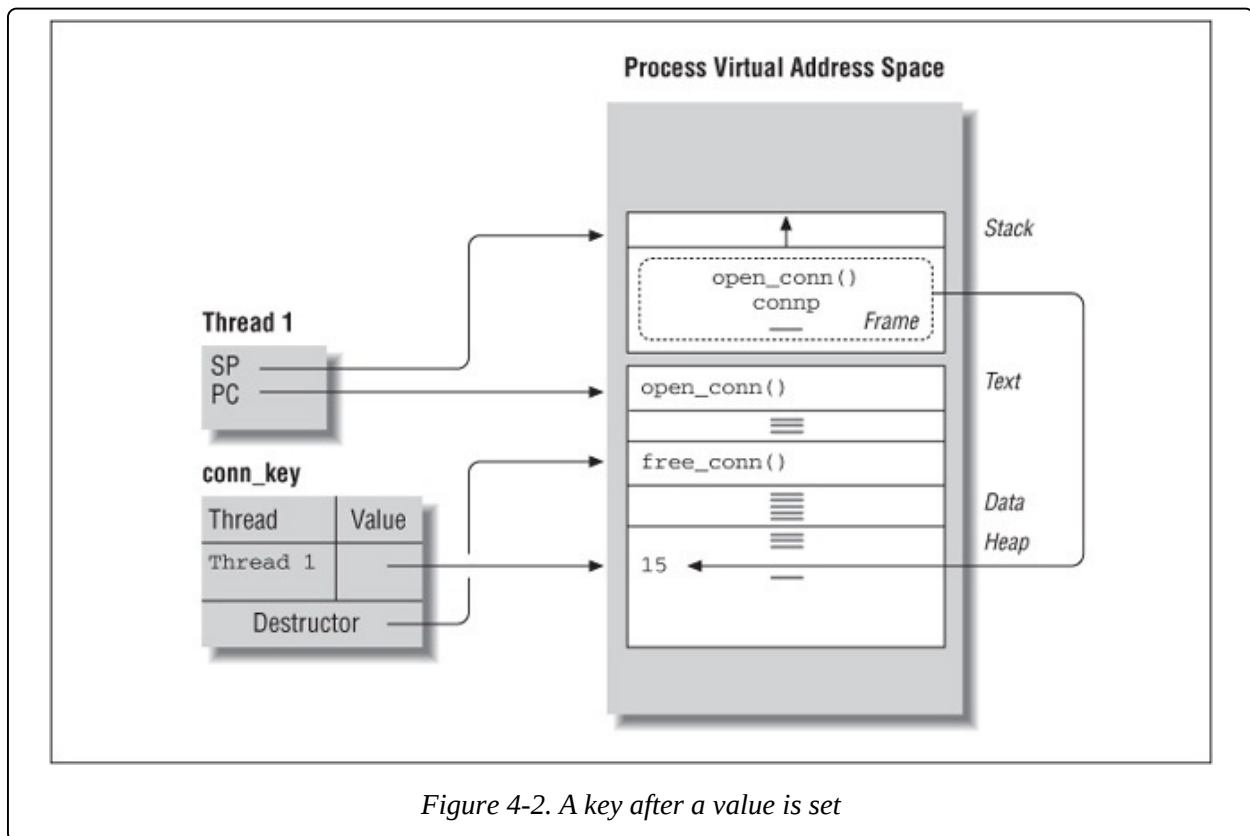 Process Virtual Address Space
Stack
open_conn()
connp
Frame
Thread 1
SP
PC
Text
open_conn()
free_conn()
conn_key
Thread Value
Thread 1
Destructor
Data
Heap
15
Figure 4-2. A key after a value is set